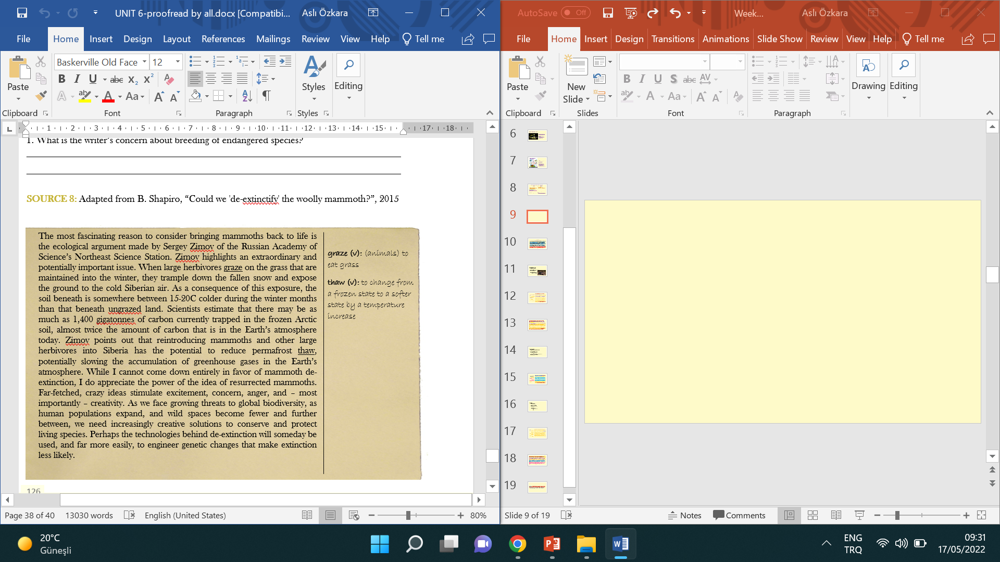 UNIT 6-proofread by all.docx [Compatibi...
Aslı Özkara
File
Home
Insert
Design
Layout
References
Mailings
Review
View
Help
Tell me
Paste
Clipboard
Baskerville Old Face
12
Font
Paragraph
Styles
Styles
Editing
1 2 3 4 5 6 7 8 9 10 11 12 13 14 15 17 18
1. What is the writer's concern about breeding of endangered species?
SOURCE 8: Adapted from B. Shapiro, “Could we 'de-extinctify' the woolly mammoth?”, 2015
The most fascinating reason to consider bringing mammoths back to life is
the ecological argument made by Sergey Zimov of the Russian Academy of
Science’s Northeast Science Station. Zimov highlights an extraordinary and
potentially important issue. When large herbivores graze on the grass that are
maintained into the winter, they trample down the fallen snow and expose
the ground to the cold Siberian air. As a consequence of this exposure, the
soil beneath is somewhere between 15-20C colder during the winter months
than that beneath ungrazed land. Scientists estimate that there may be as
much as 1,400 gigatonnes of carbon currently trapped in the frozen Arctic
soil, almost twice the amount of carbon that is in the Earth’s atmosphere
today. Zimov points out that reintroducing mammoths and other large
herbivores into Siberia has the potential to reduce permafrost thaw,
potentially slowing the accumulation of greenhouse gases in the Earth’s
atmosphere. While I cannot come down entirely in favor of mammoth de-
extinction, I do appreciate the power of the idea of resurrected mammoths.
Far-fetched, crazy ideas stimulate excitement, concern, anger, and – most
importantly – creativity. As we face growing threats to global biodiversity, as
human populations expand, and wild spaces become fewer and further
between, we need increasingly creative solutions to conserve and protect
living species. Perhaps the technologies behind de-extinction will someday be
used, and far more easily, to engineer genetic changes that make extinction
less likely.
graze (v): (animals) to
eat grass
thaw (v): to change from
a frozen state to a softer
state by a temperature
increase
126
Page 38 of 40
13030 words
English (United States)
80%
AutoSave
Off
Week...
Aslı Özkara
File
Home
Insert
Design
Transitions
Animations
Slide Show
Review
View
Help
Tell me
Paste
Clipboard
New
Slide
Slides
Font
Paragraph
Drawing
Editing
6
7
8
9
10
11
12
13
14
15
16
17
18
19
Slide 9 of 19
Notes
Comments
20°C
Güneşli
ENG
TRQ
09:31
17/05/2022